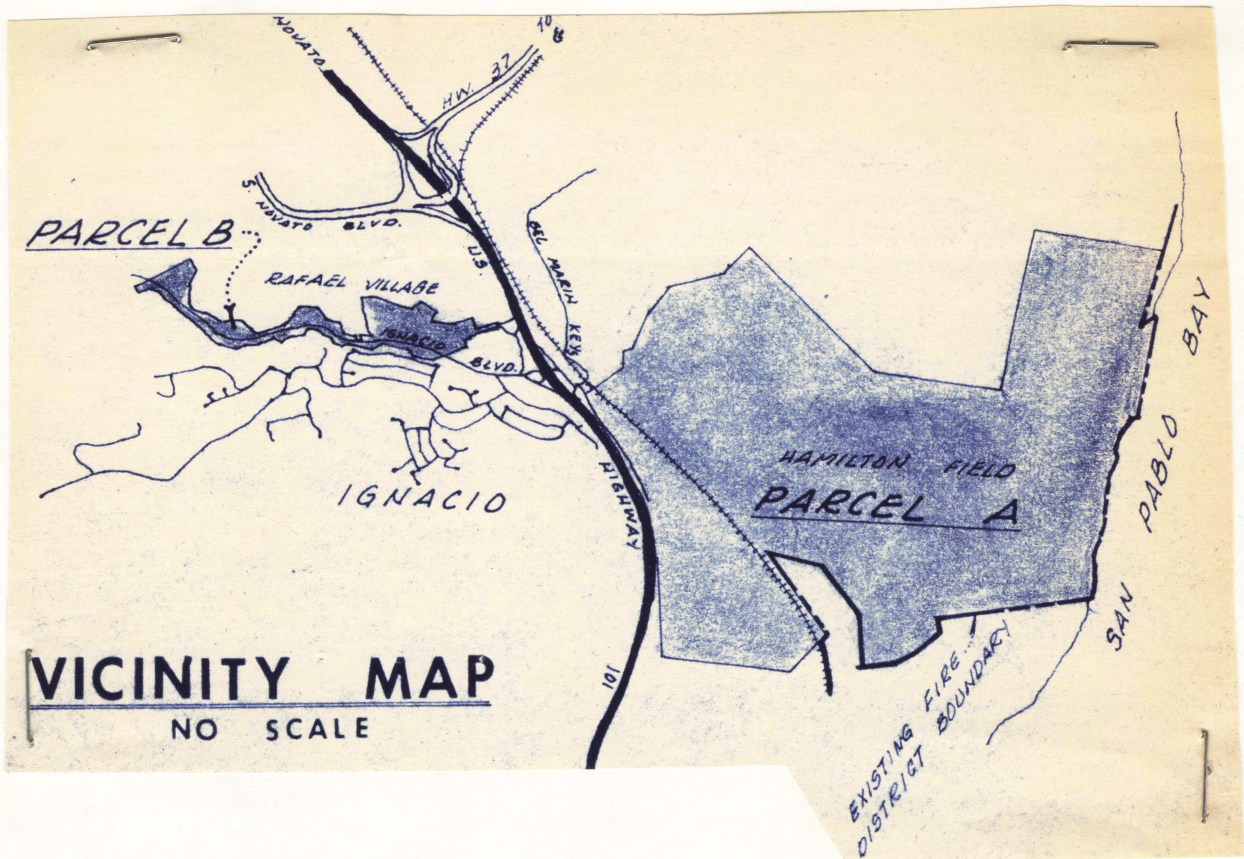 NOVATO
HW. 37
S. NOVATO BLVD.
U.S.
BEL MARIN KEYS
PARCEL B
RAFAEL VILLAGE
IGNACIO
BLVD.
IGNACIO
HIGHWAY
101
HAMILTON FIELD
PARCEL A
SAN PABLO BAY
EXISTING FIRE
DISTRICT BOUNDARY
VICINITY MAP
NO SCALE